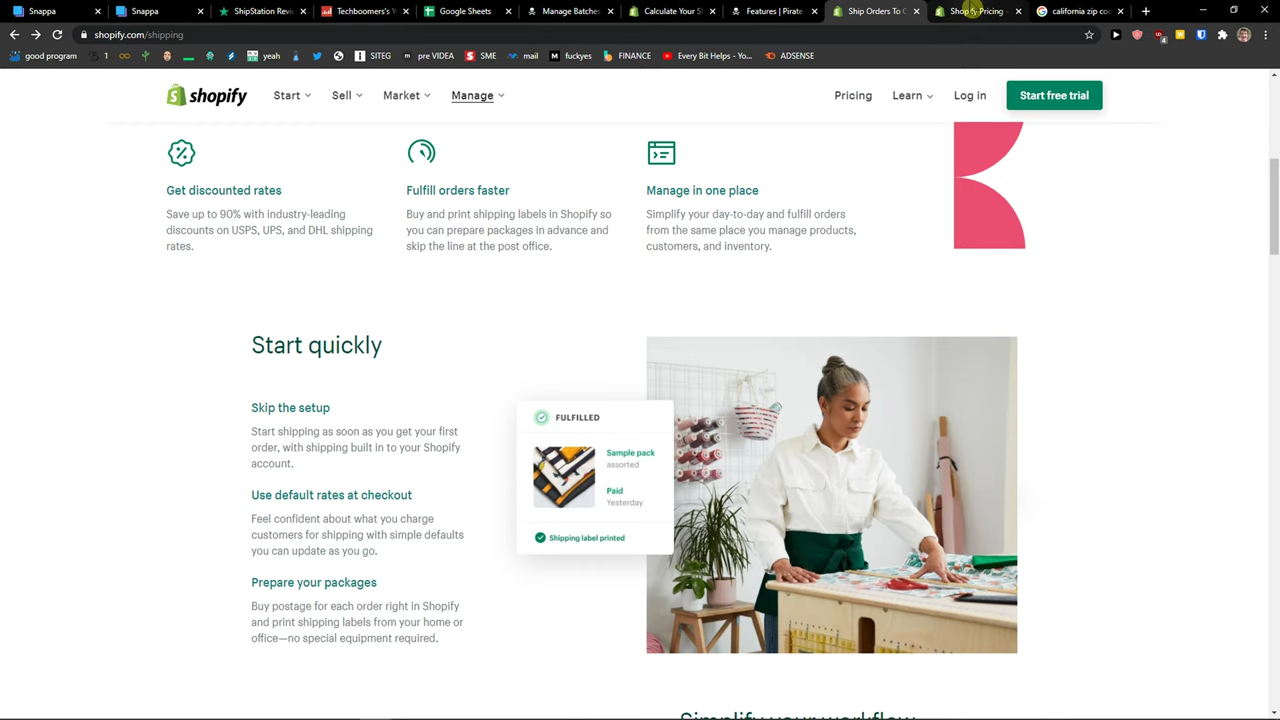 Snappa
Snappa
ShipStation Revi
Techboomers's Y
Google Sheets
Manage Batches
Calculate Your S
Features | Pirate
Ship Orders To C
Shopify Pricing -
california zip co
shopify.com/shipping
good program
1
SITEG
pre VIDEA
SME
mail
fuckyes
FINANCE
Every Bit Helps - Yo...
ADSENSE
yeah
shopify
Start
Sell
Market
Manage
Pricing
Learn
Log in
Start free trial
Get discounted rates
Save up to 90% with industry-leading
discounts on USPS, UPS, and DHL shipping
rates.
Fulfill orders faster
Buy and print shipping labels in Shopify so
you can prepare packages in advance and
skip the line at the post office.
Manage in one place
Simplify your day-to-day and fulfill orders
from the same place you manage products,
customers, and inventory.
Start quickly
Skip the setup
Start shipping as soon as you get your first
order, with shipping built in to your Shopify
account.
Use default rates at checkout
Feel confident about what you charge
customers for shipping with simple defaults
you can update as you go.
Prepare your packages
Buy postage for each order right in Shopify
and print shipping labels from your home or
office—no special equipment required.
FULFILLED
Sample pack
assorted
Paid
Yesterday
Shipping label printed
Simplify your workflow